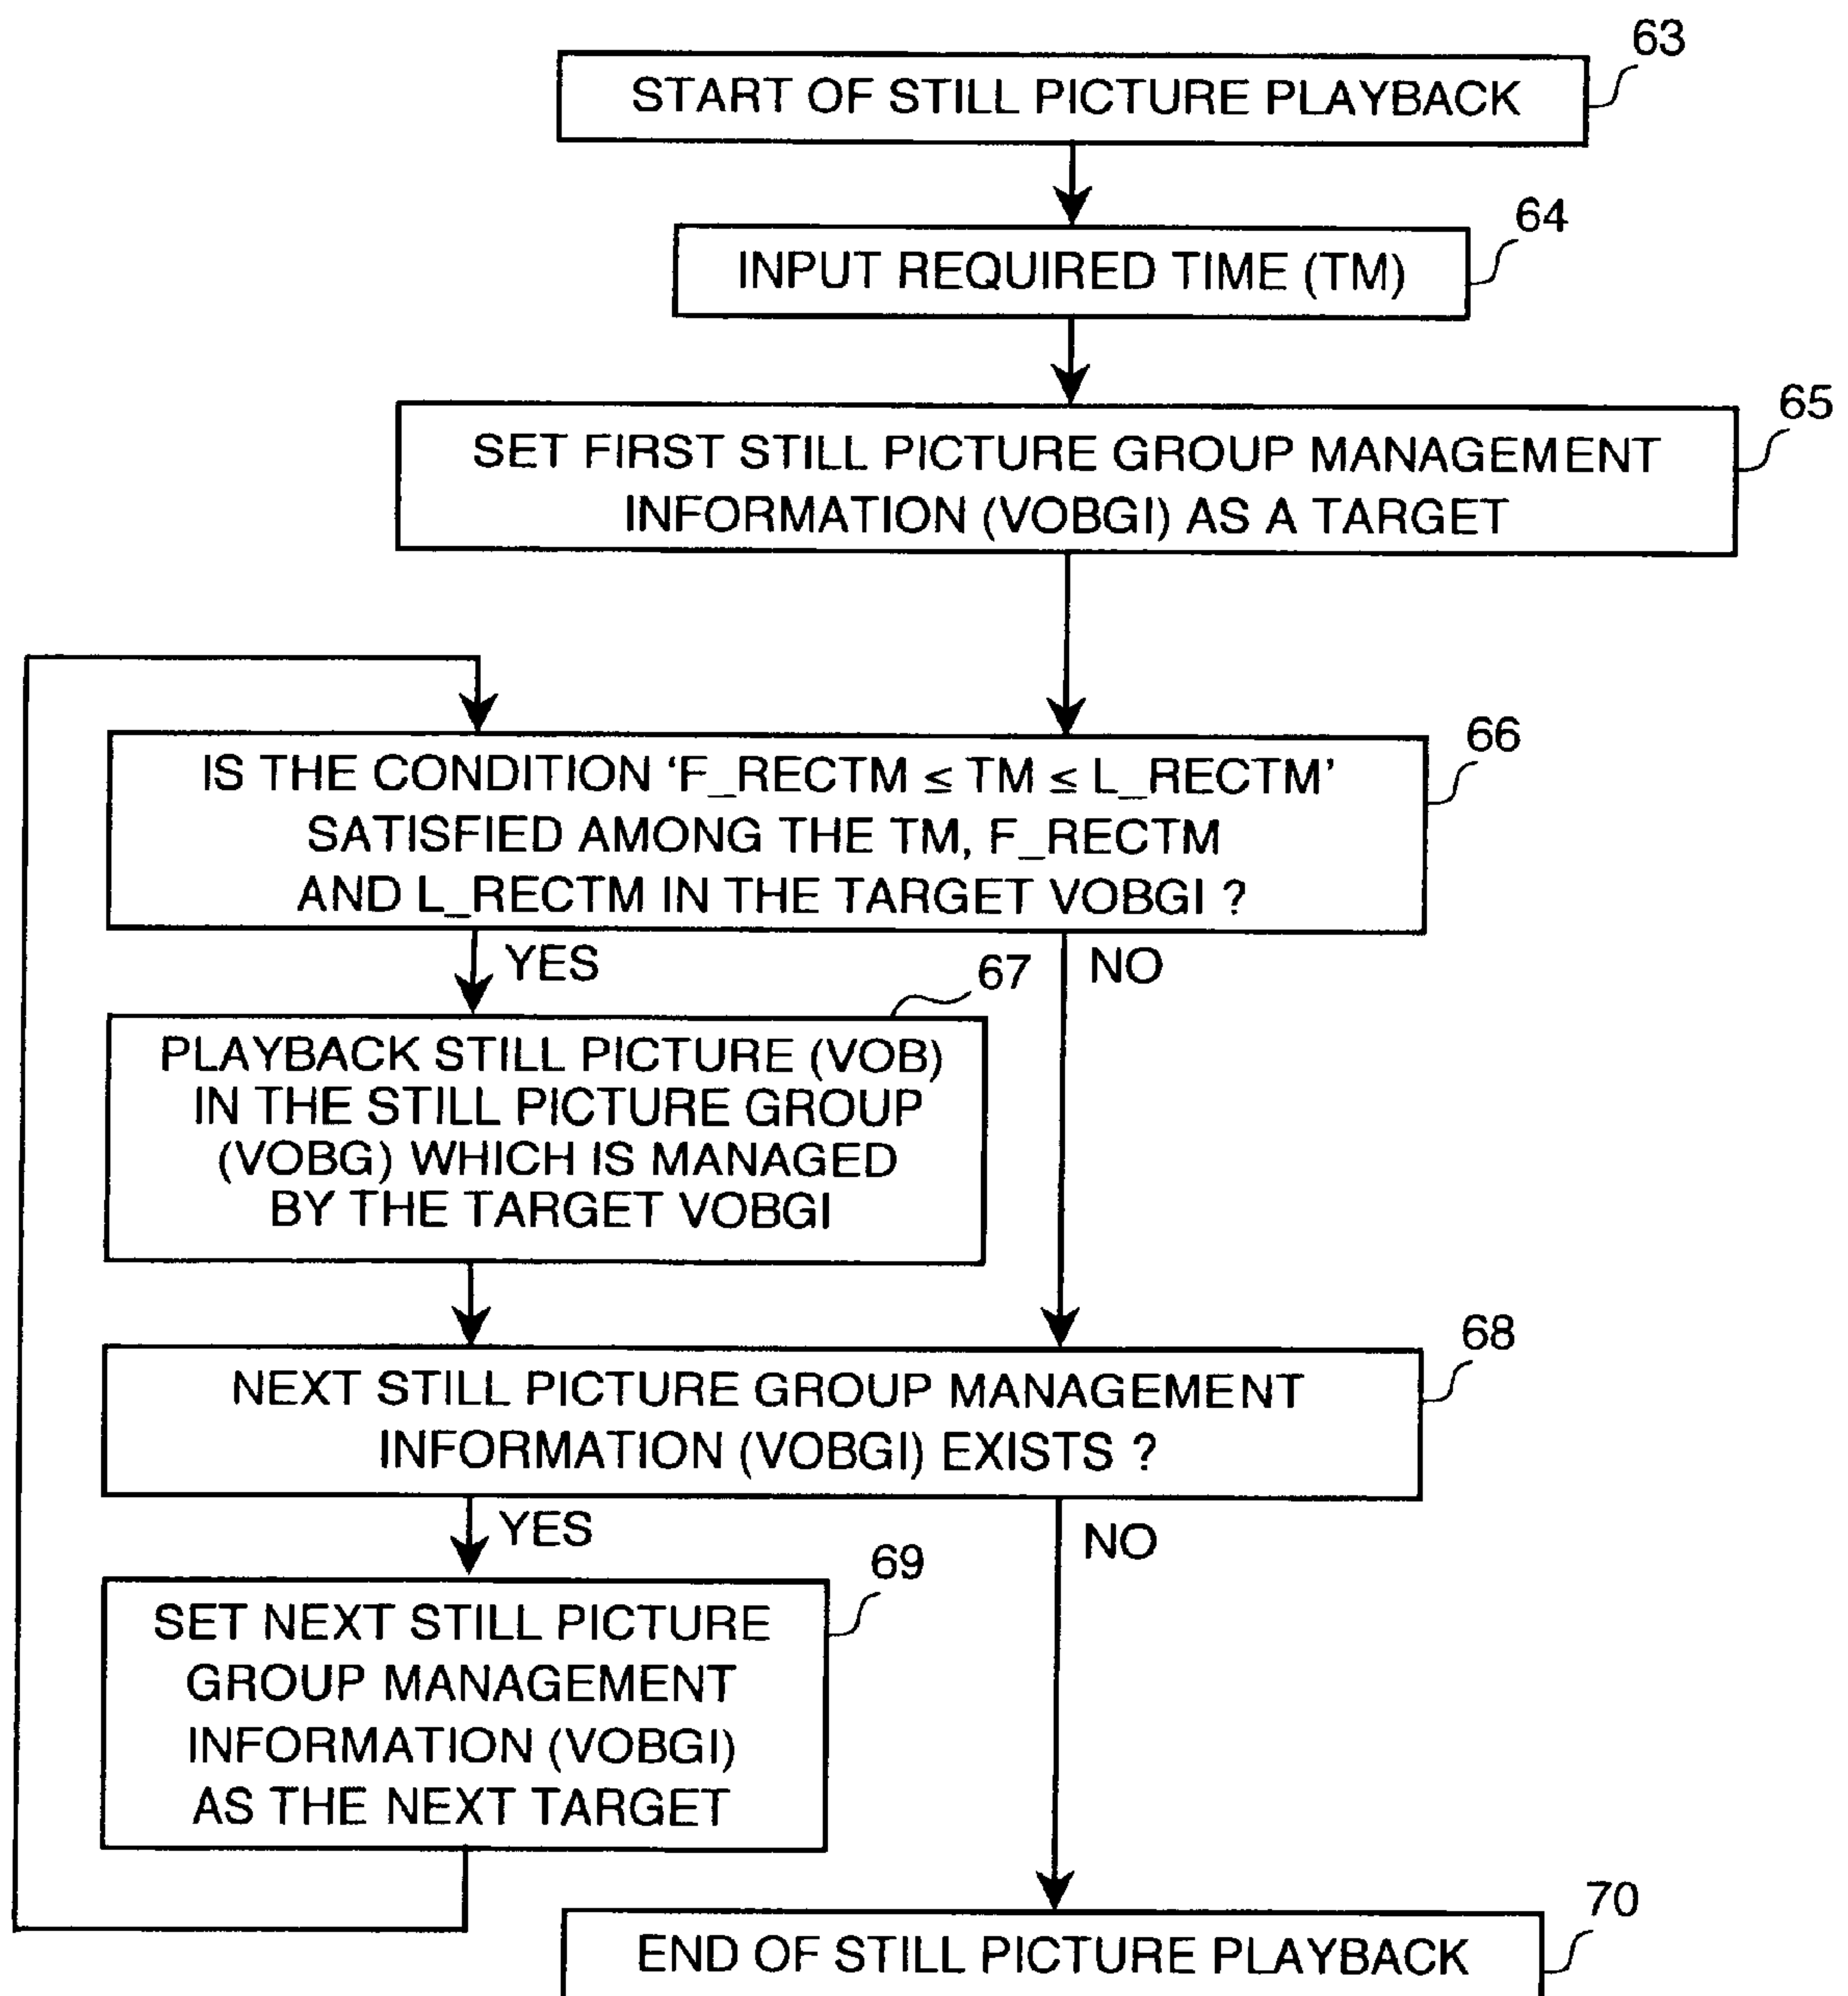 63
START OF STILL PICTURE PLAYBACK
64
INPUT REQUIRED TIME (TM)
65
SET FIRST STILL PICTURE GROUP MANAGEMENT
INFORMATION (VOBGI) AS A TARGET
66
IS THE CONDITION ‘F_RECTM ≤ TM ≤ L_RECTM’
SATISFIED AMONG THE TM, F_RECTM
AND L_RECTM IN THE TARGET VOBGI ?
YES
NO
67
PLAYBACK STILL PICTURE (VOB)
IN THE STILL PICTURE GROUP
(VOBG) WHICH IS MANAGED
BY THE TARGET VOBGI
68
NEXT STILL PICTURE GROUP MANAGEMENT
INFORMATION (VOBGI) EXISTS ?
YES
NO
69
SET NEXT STILL PICTURE
GROUP MANAGEMENT
INFORMATION (VOBGI)
AS THE NEXT TARGET
70
END OF STILL PICTURE PLAYBACK